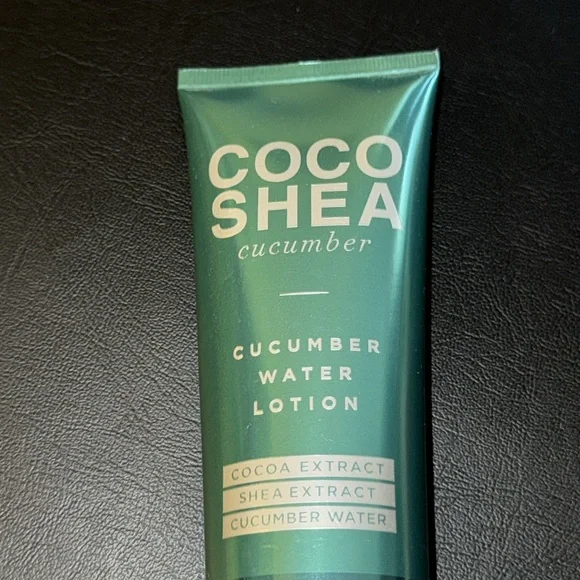 COCO
SHEA
cucumber
CUCUMBER
WATER
LOTION
COCOA EXTRACT
SHEA EXTRACT
CUCUMBER WATER